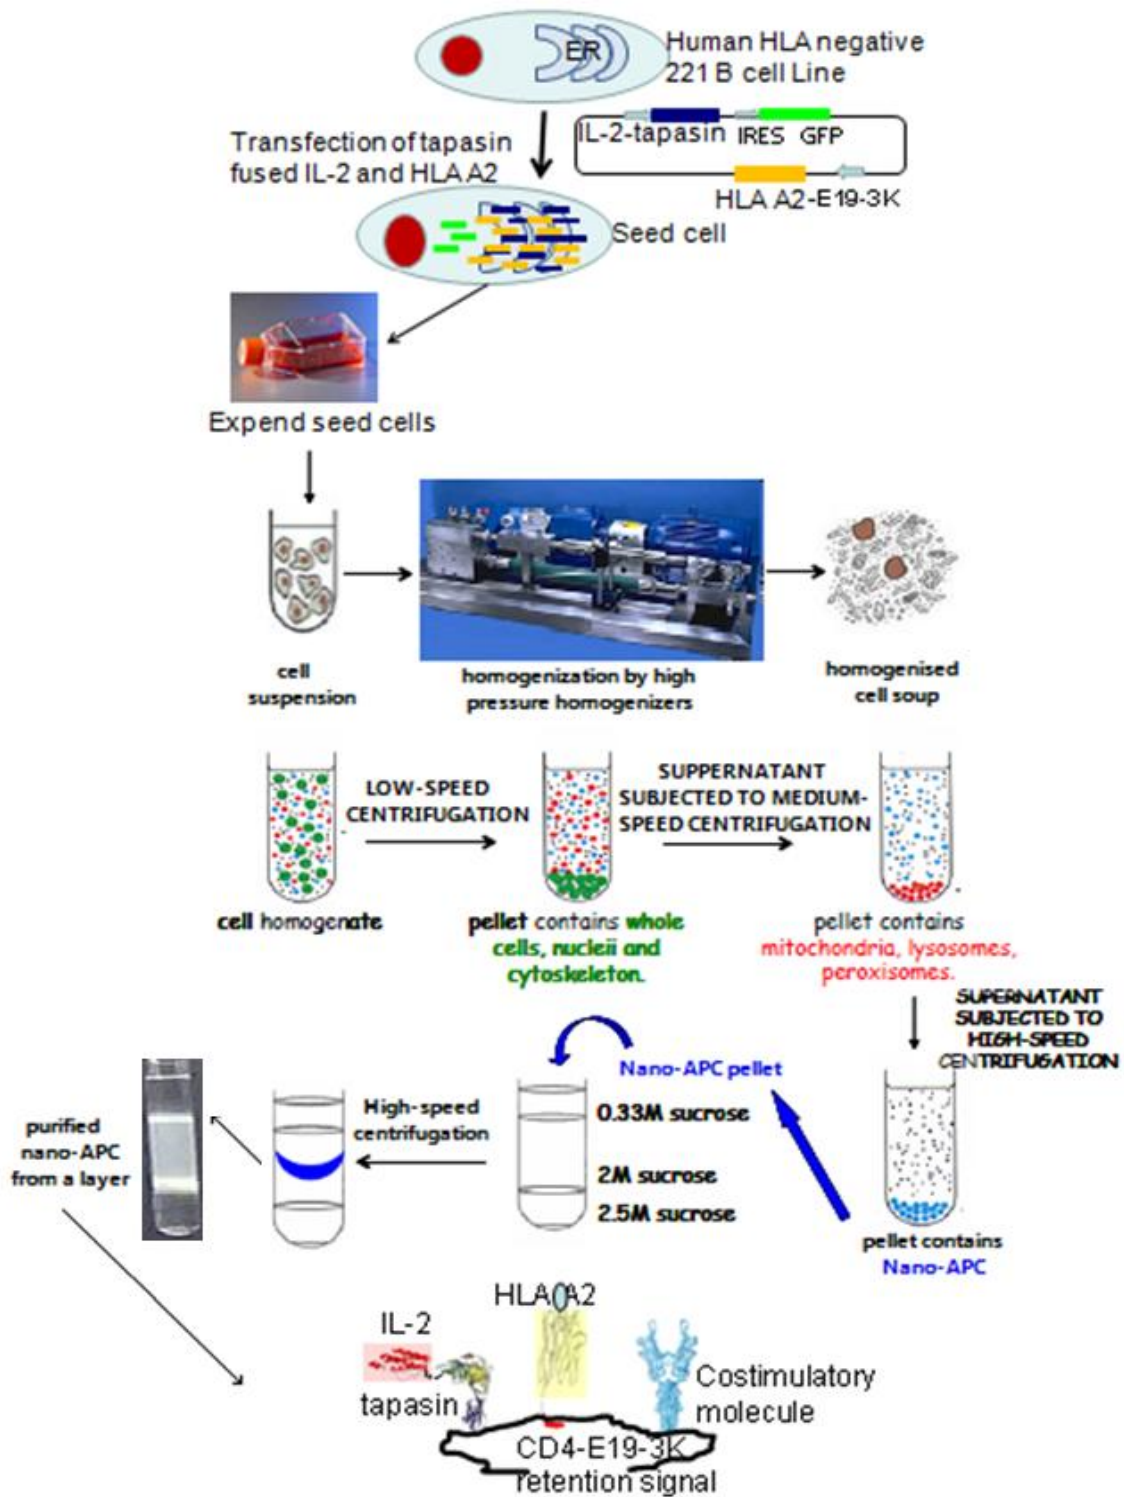 ER
Human HLA negative
221 B cell Line
Transfection of tapasin
fused IL-2 and HLA A2
IL-2-tapasin IRES GFP
HLA A2-E19-3K
Seed cell
Expend seed cells
cell
suspension
homogenization by high
pressure homogenizers
homogenised
cell soup
LOW-SPEED
CENTRIFUGATION
SUPPERNATANT
SUBJECTED TO MEDIUM-
SPEED CENTRIFUGATION
cell homogenate
pellet contains whole
cells, nucleii and
cytoskeleton.
pellet contains
mitochondria, lysosomes,
peroxisomes.
SUPERNATANT
SUBJECTED TO
HIGH-SPEED
CENTRIFUGATION
pellet contains
Nano-APC
Nano-APC pellet
0.33M sucrose
2M sucrose
2.5M sucrose
High-speed
centrifugation
purified
nano-APC
from a layer
HLA A2
IL-2
tapasin
Costimulatory
molecule
CD4-E19-3K
retention signal